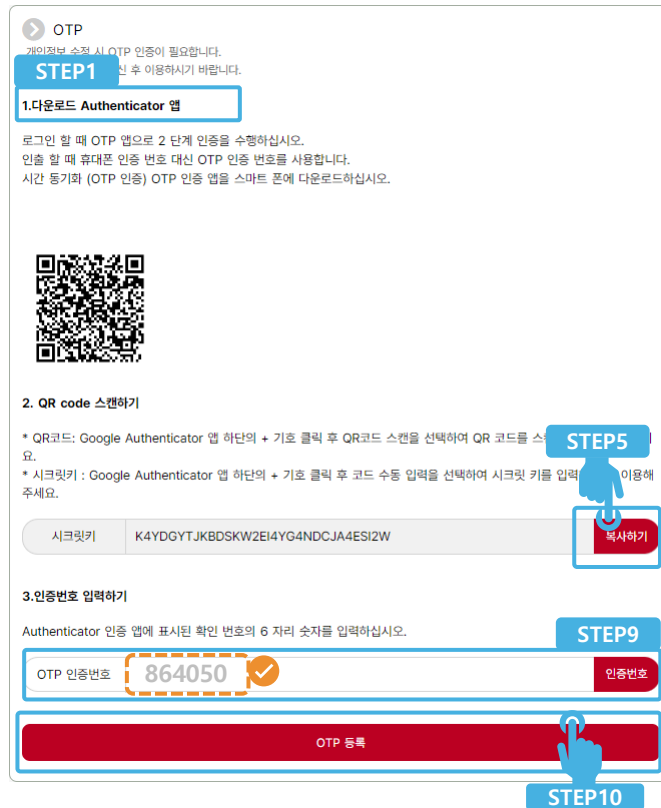 OTP
개인정보 수정 시 OTP 인증이 필요합니다.
STEP1
후 이용하시기 바랍니다.
1.다운로드 Authenticator 앱
로그인 할 때 OTP 앱으로 2 단계 인증을 수행하십시오.
인출 할 때 휴대폰 인증 번호 대신 OTP 인증 번호를 사용합니다.
시간 동기화 (OTP 인증) OTP 인증 앱을 스마트 폰에 다운로드하십시오.
2. QR code 스캔하기
* QR코드: Google Authenticator 앱 하단의 + 기호 클릭 후 QR코드 스캔을 선택하여 QR 코드를
STEP5
요.
* 시크릿키 : Google Authenticator 앱 하단의 + 기호 클릭 후 코드 수동 입력을 선택하여 시크릿 키를 입력 이용해
주세요.
시크릿키 K4YDGYTJKBDSKW2EI4YG4NDCJA4ESI2W 복사하기
3.인증번호 입력하기
Authenticator 인증 앱에 표시된 확인 번호의 6 자리 숫자를 입력하십시오.
STEP9
OTP 인증번호 864050 인증번호
OTP 등록
STEP10